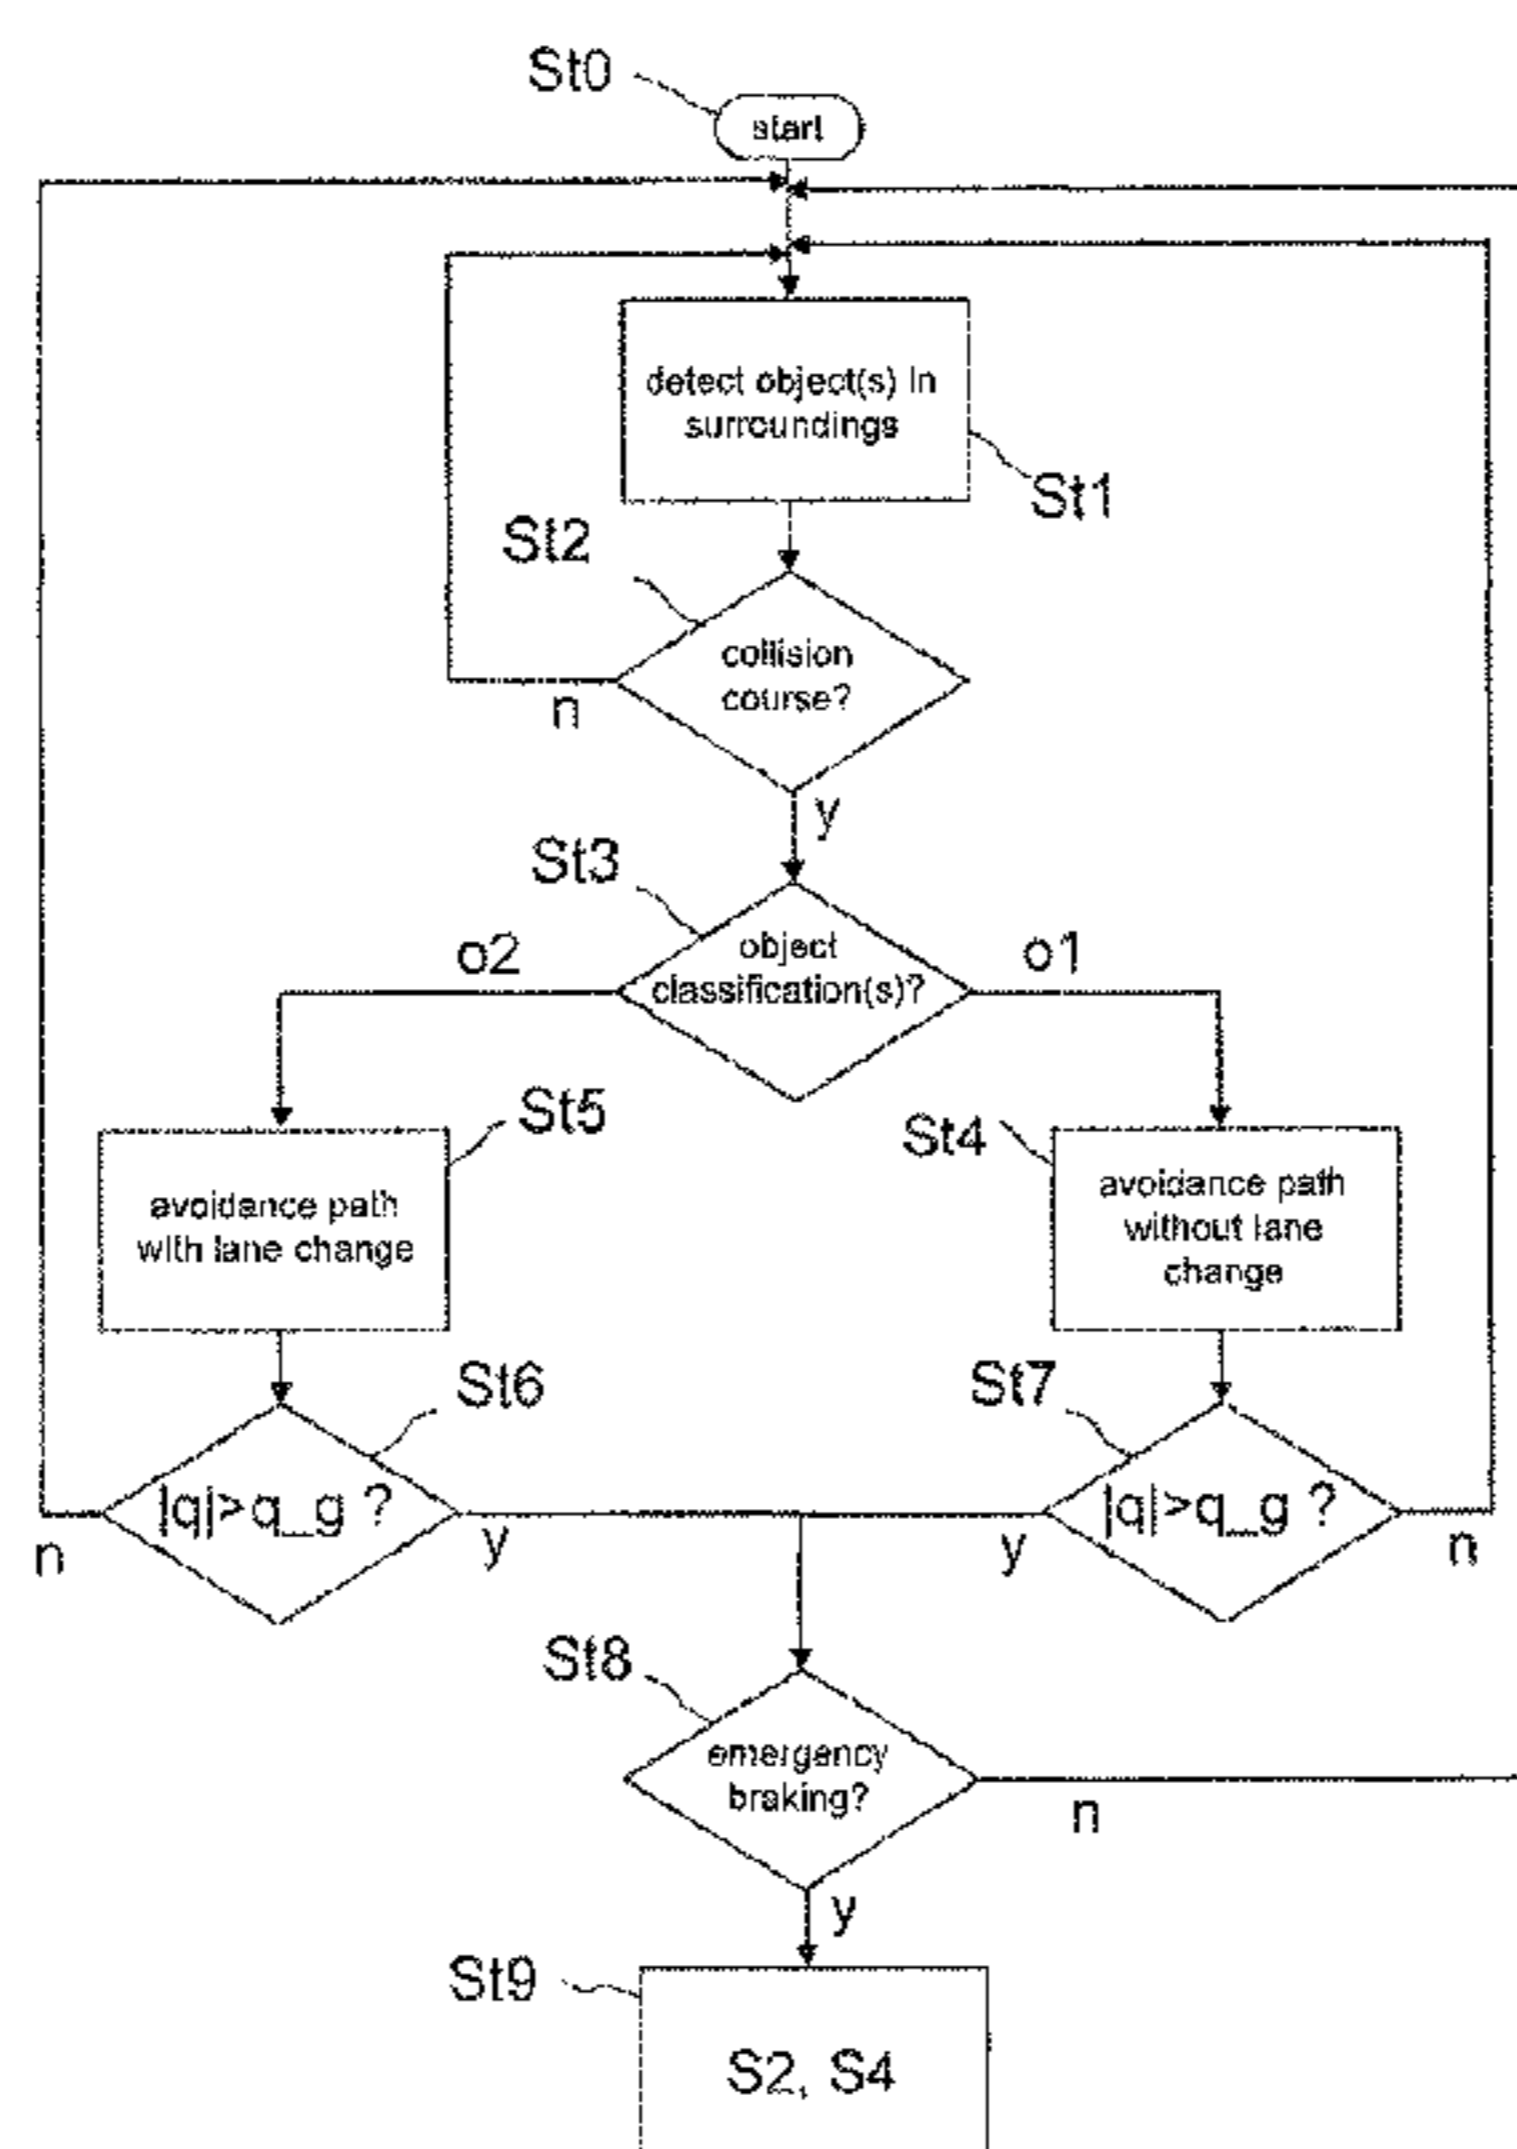 St0
start
detect object(s) in
surroundings
St1
St2
collision
course?
n
y
St3
object
classification(s)?
o2
o1
St5
avoidance path
with lane change
St4
avoidance path
without lane
change
St6
|q|>q_g ?
n
y
St7
|q|>q_g ?
y
n
St8
emergency
braking?
n
y
St9
S2, S4